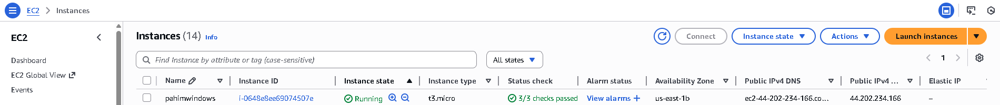 EC2 > Instances
EC2
Dashboard
EC2 Global View
Events
Instances (14) Info
Connect
Instance state
Actions
Launch instances
Find Instance by attribute or tag (case-sensitive)
All states
1
Name Instance ID Instance state Instance type Status check Alarm status Availability Zone Public IPv4 DNS Public IPv4 ... Elastic IP
pahimwindows i-0648e8ee69074507e Running t3.micro 3/3 checks passed View alarms + us-east-1b ec2-44-202-234-166.co... 44.202.234.166 –